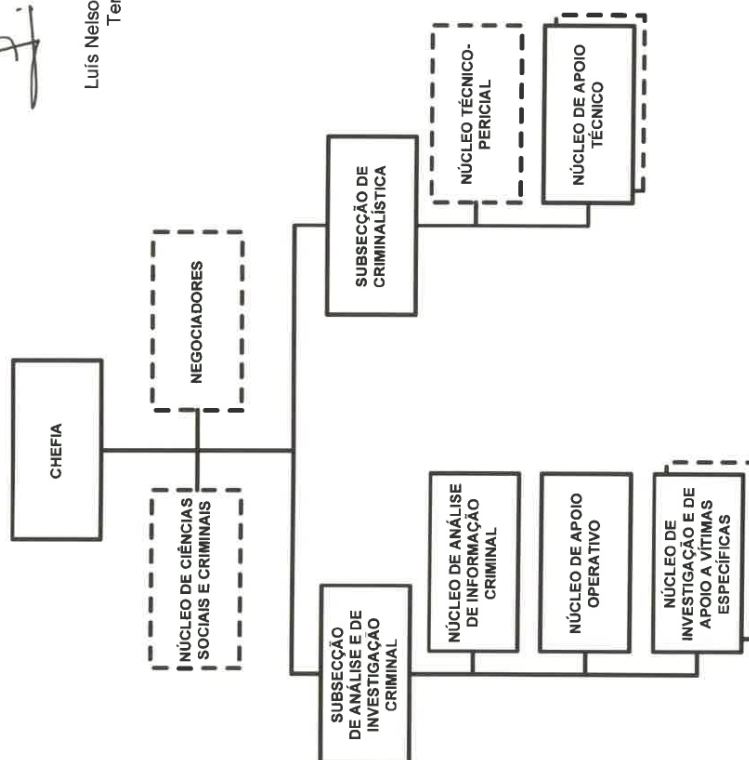 Luís Nelso
Ter
CHEFIA
NÚCLEO DE CIÊNCIAS
SOCIAIS E CRIMINAIS
NEGOCIADORES
SUBSECÇÃO
DE ANÁLISE E DE
INVESTIGAÇÃO
CRIMINAL
SUBSECÇÃO DE
CRIMINALÍSTICA
NÚCLEO DE ANÁLISE
DE INFORMAÇÃO
CRIMINAL
NÚCLEO DE APOIO
OPERATIVO
NÚCLEO DE
INVESTIGAÇÃO E DE
APOIO A VÍTIMAS
ESPECÍFICAS
NÚCLEO TÉCNICO-
PERICIAL
NÚCLEO DE APOIO
TÉCNICO